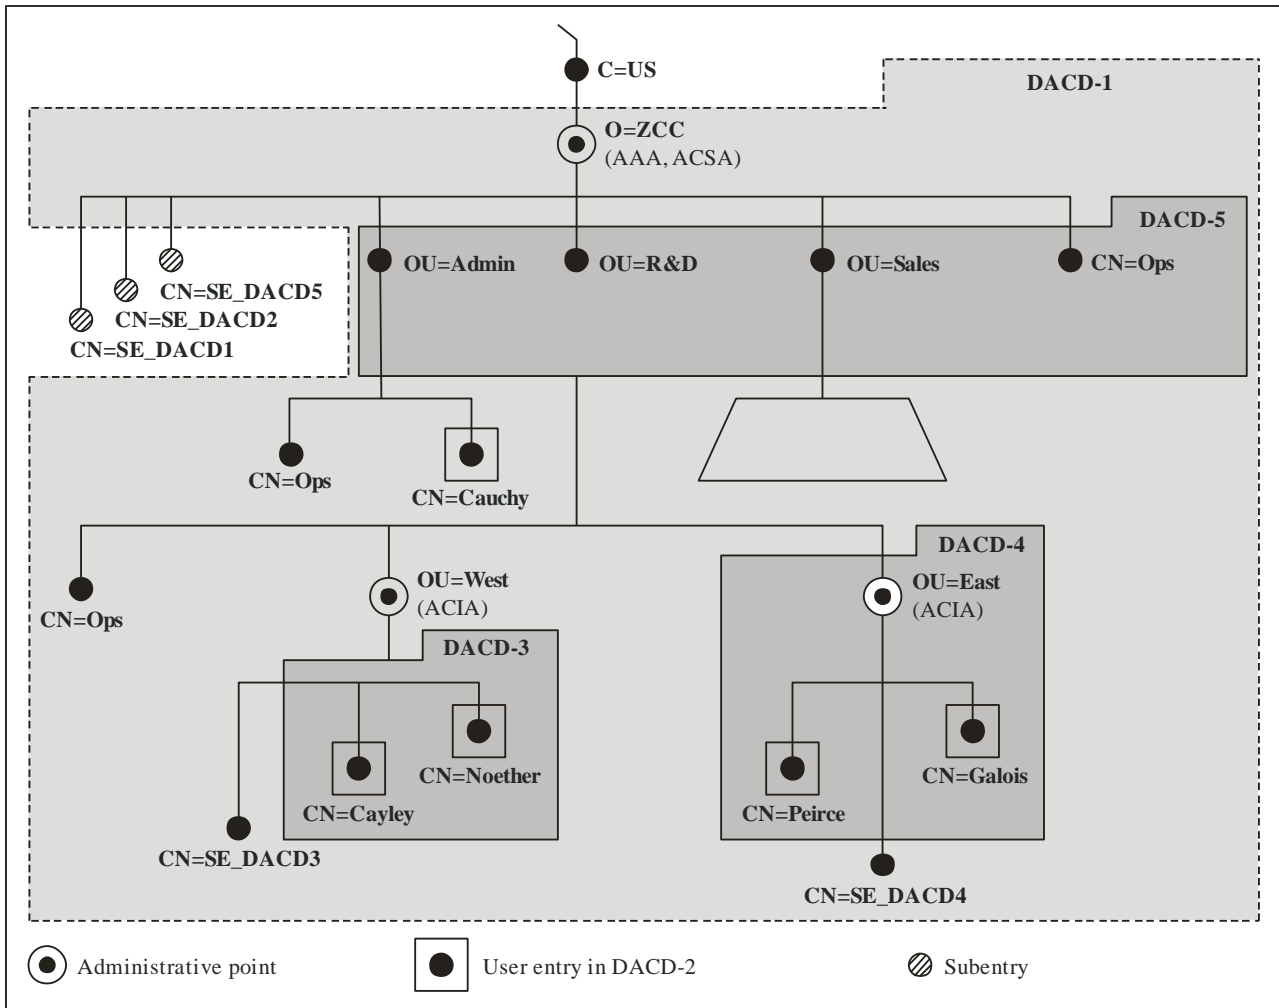 C=US
DACD-1
O=ZCC
(AAA, ACSA)
DACD-5
OU=Admin
OU=R&D
OU=Sales
CN=Ops
CN=SE_DACD5
CN=SE_DACD2
CN=SE_DACD1
CN=Ops
CN=Cauchy
DACD-4
OU=West
(ACIA)
OU=East
(ACIA)
CN=Ops
DACD-3
CN=Noether
CN=Galois
CN=Cayley
CN=Peirce
CN=SE_DACD3
CN=SE_DACD4
Administrative point
User entry in DACD-2
Subentry